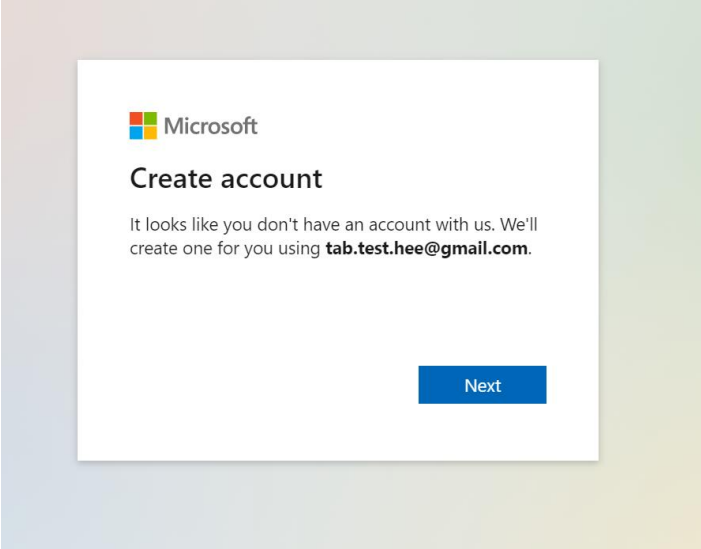 Microsoft
Create account
It looks like you don't have an account with us. We'll
create one for you using tab.test.hee@gmail.com.
Next